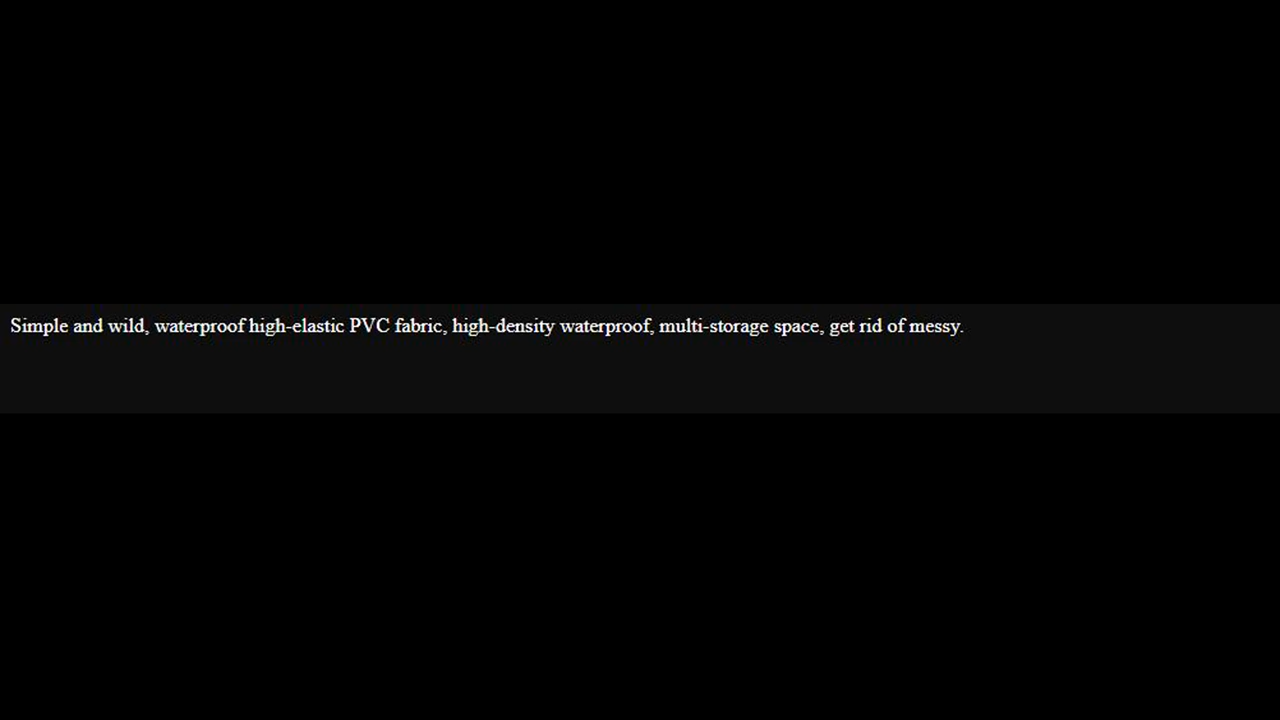 Simple and wild, waterproof high-elastic PVC fabric, high-density waterproof, multi-storage space, get rid of messy.